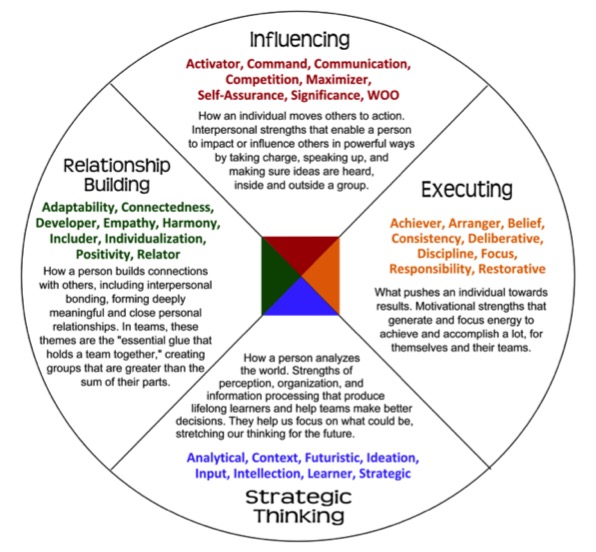 Influencing
Activator, Command, Communication,
Competition, Maximizer,
Self-Assurance, Significance, WOO
How an individual moves others to action.
Interpersonal strengths that enable a person
to impact or influence others in powerful ways
by taking charge, speaking up, and
making sure ideas are heard,
inside and outside a group.
Relationship
Building
Adaptability, Connectedness,
Developer, Empathy, Harmony,
Includer, Individualization,
Positivity, Relator
How a person builds connections
with others, including interpersonal
bonding, forming deeply
meaningful and close personal
relationships. In teams, these
themes are the "essential glue that
holds a team together," creating
groups that are greater than the
sum of their parts.
Executing
Achiever, Arranger, Belief,
Consistency, Deliberative,
Discipline, Focus,
Responsibility, Restorative
What pushes an individual towards
results. Motivational strengths that
generate and focus energy to
achieve and accomplish a lot, for
themselves and their teams.
How a person analyzes
the world. Strengths of
perception, organization, and
information processing that produce
lifelong learners and help teams make better
decisions. They help us focus on what could be,
stretching our thinking for the future.
Analytical, Context, Futuristic, Ideation,
Input, Intellection, Learner, Strategic
Strategic
Thinking